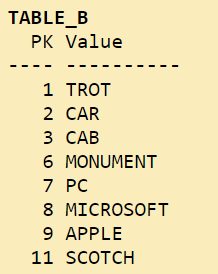 TABLE_B
PK Value
---- ----------
1 TROT
2 CAR
3 CAB
6 MONUMENT
7 PC
8 MICROSOFT
9 APPLE
11 SCOTCH